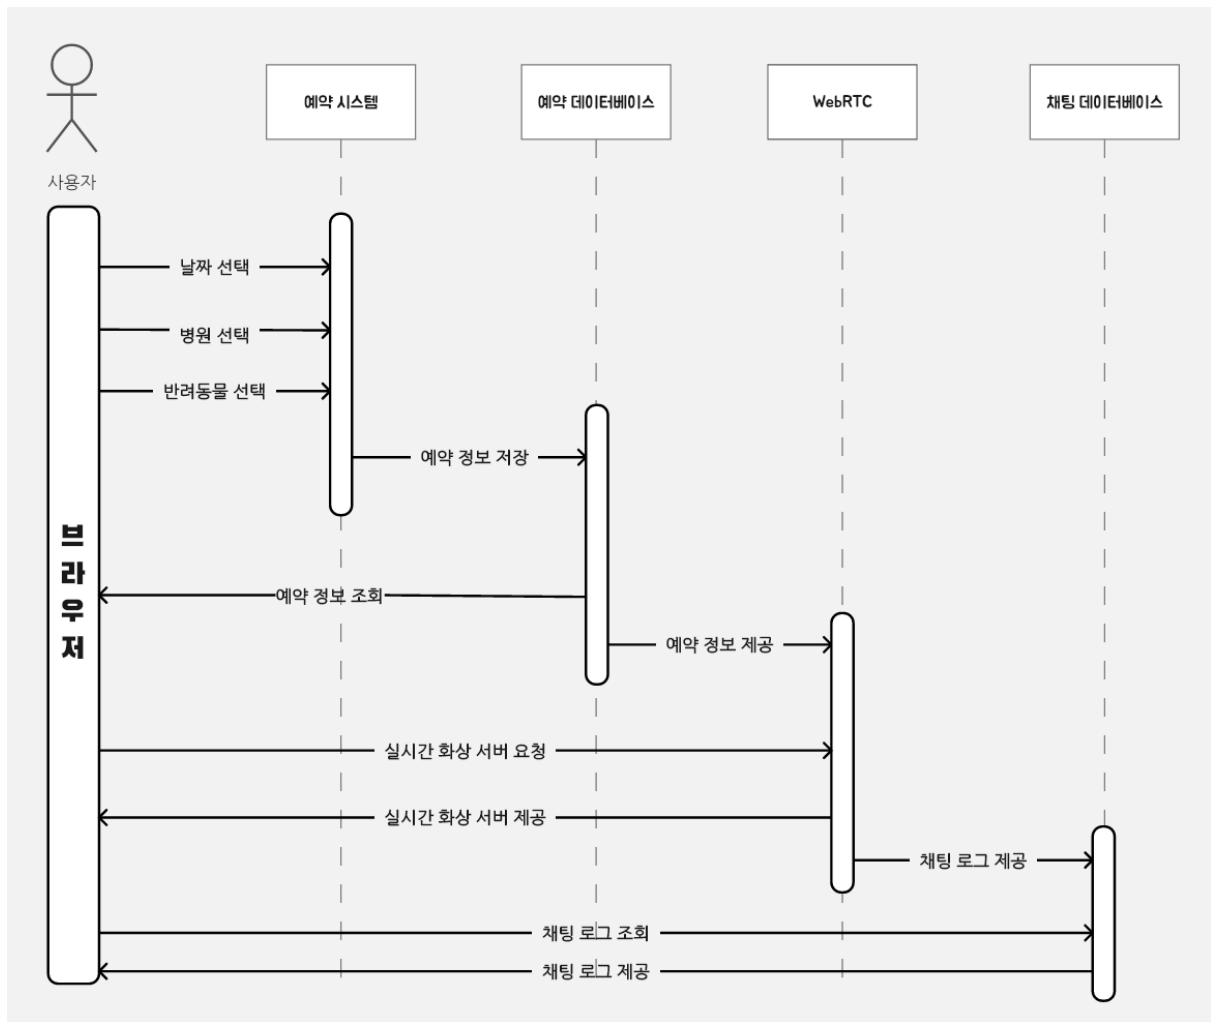 예약 시스템
예약 데이터베이스
WebRTC
채팅 데이터베이스
사용자
날짜 선택
병원 선택
반려동물 선택
예약 정보 저장
브
라
우
저
예약 정보 조회
예약 정보 제공
실시간 화상 서버 요청
실시간 화상 서버 제공
채팅 로그 제공
채팅 로그 조회
채팅 로그 제공